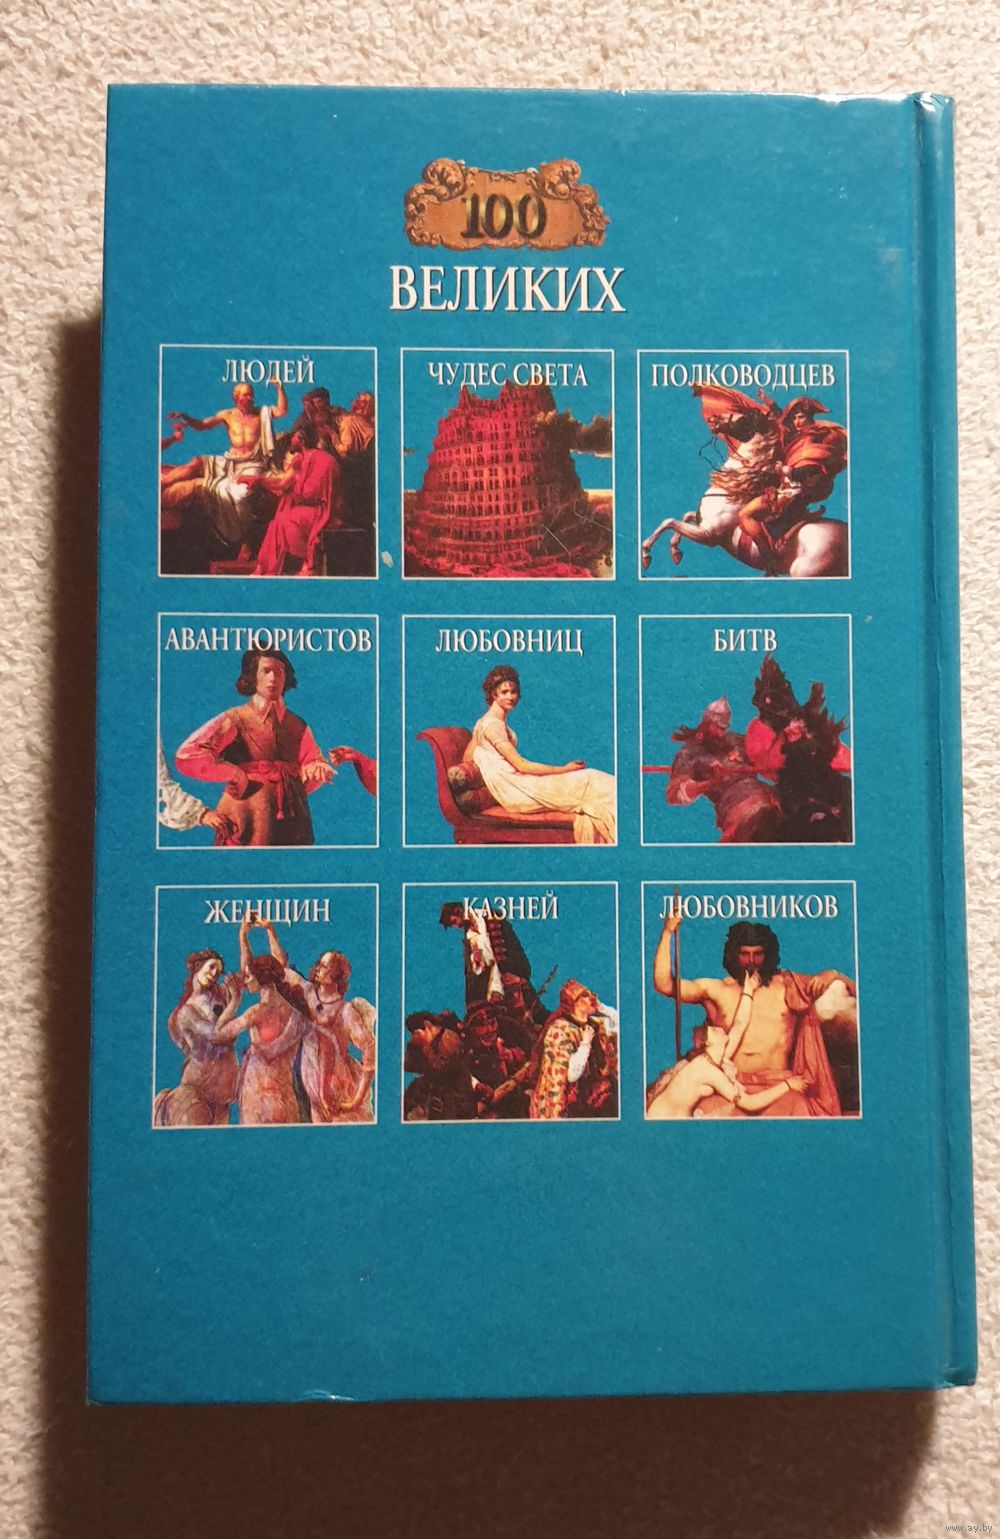 100
ВЕЛИКИХ
ЛЮДЕЙ
ЧУДЕС СВЕТА
ПОЛКОВОДЦЕВ
АВАНТЮРИСТОВ
ЛЮБОВНИЦ
БИТВ
ЖЕНЩИН
КАЗНЕЙ
ЛЮБОВНИКОВ
www.ay.by